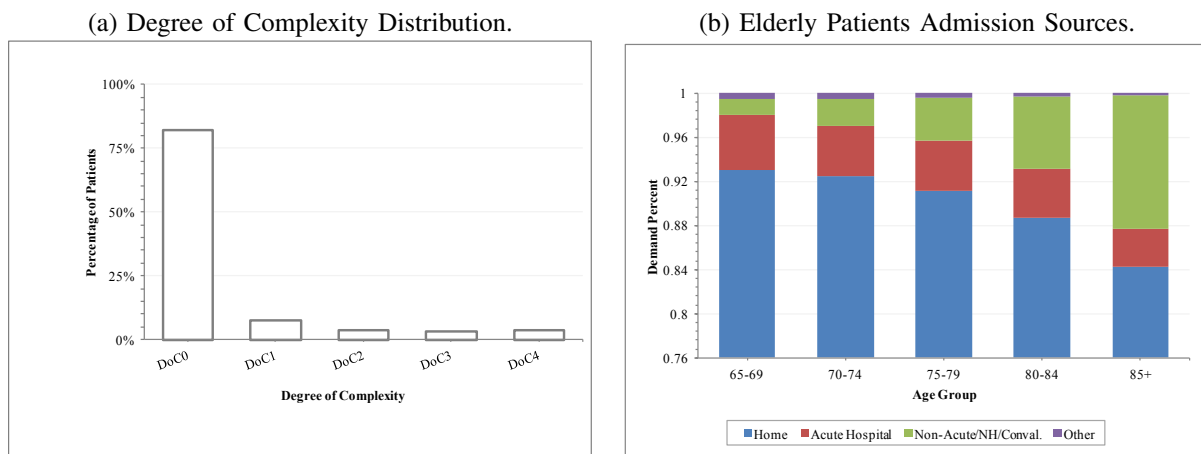 (a) Degree of Complexity Distribution.
100%
75%
50%
25%
0%
Percentage of Patients
DoC0 DoC1 DoC2 DoC3 DoC4
Degree of Complexity
(b) Elderly Patients Admission Sources.
1
0.96
0.92
0.88
0.84
0.8
0.76
Demand Percent
65-69 70-74 75-79 80-84 85+
Age Group
Home Acute Hospital Non-Acute/NH/Conval. Other